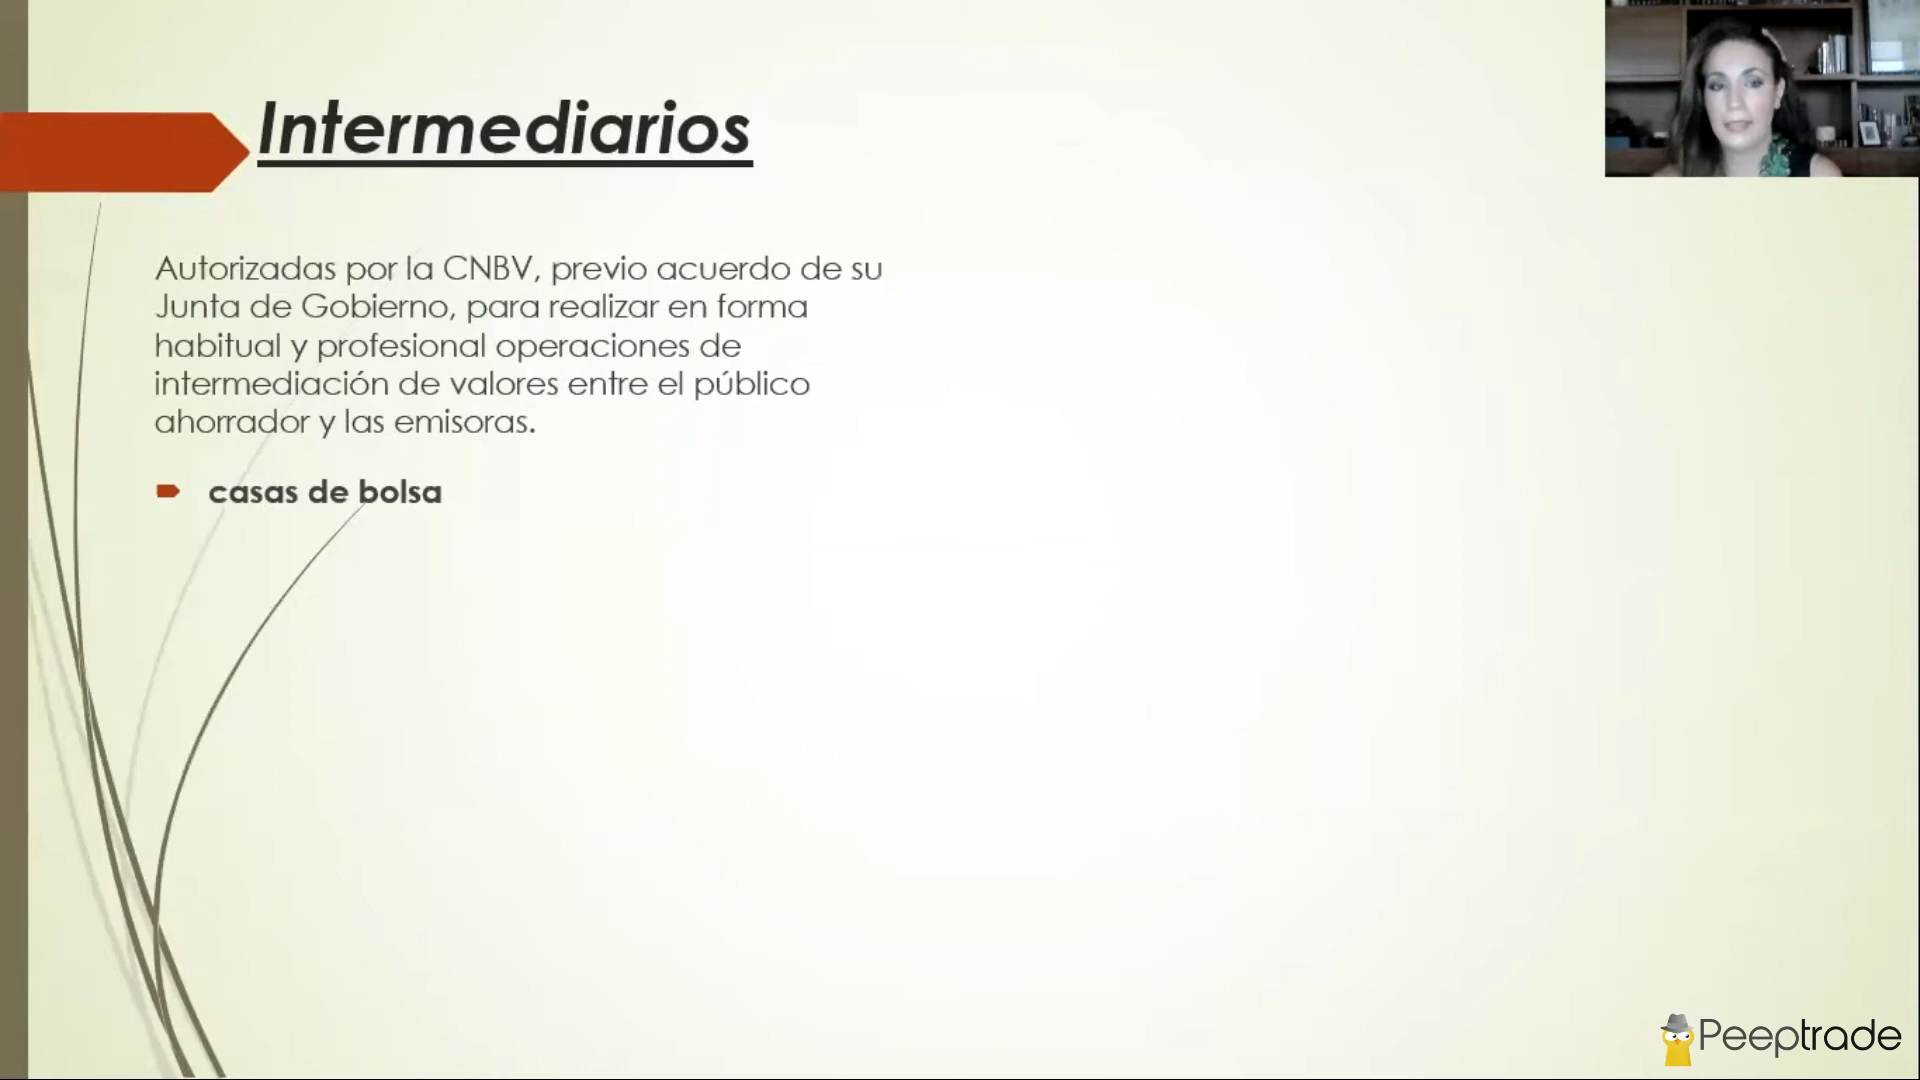 Intermediarios
Autorizadas por la CNBV, previo acuerdo de su
Junta de Gobierno, para realizar en forma
habitual y profesional operaciones de
intermediación de valores entre el público
ahorrador y las emisoras.
casas de bolsa
Peeptrade